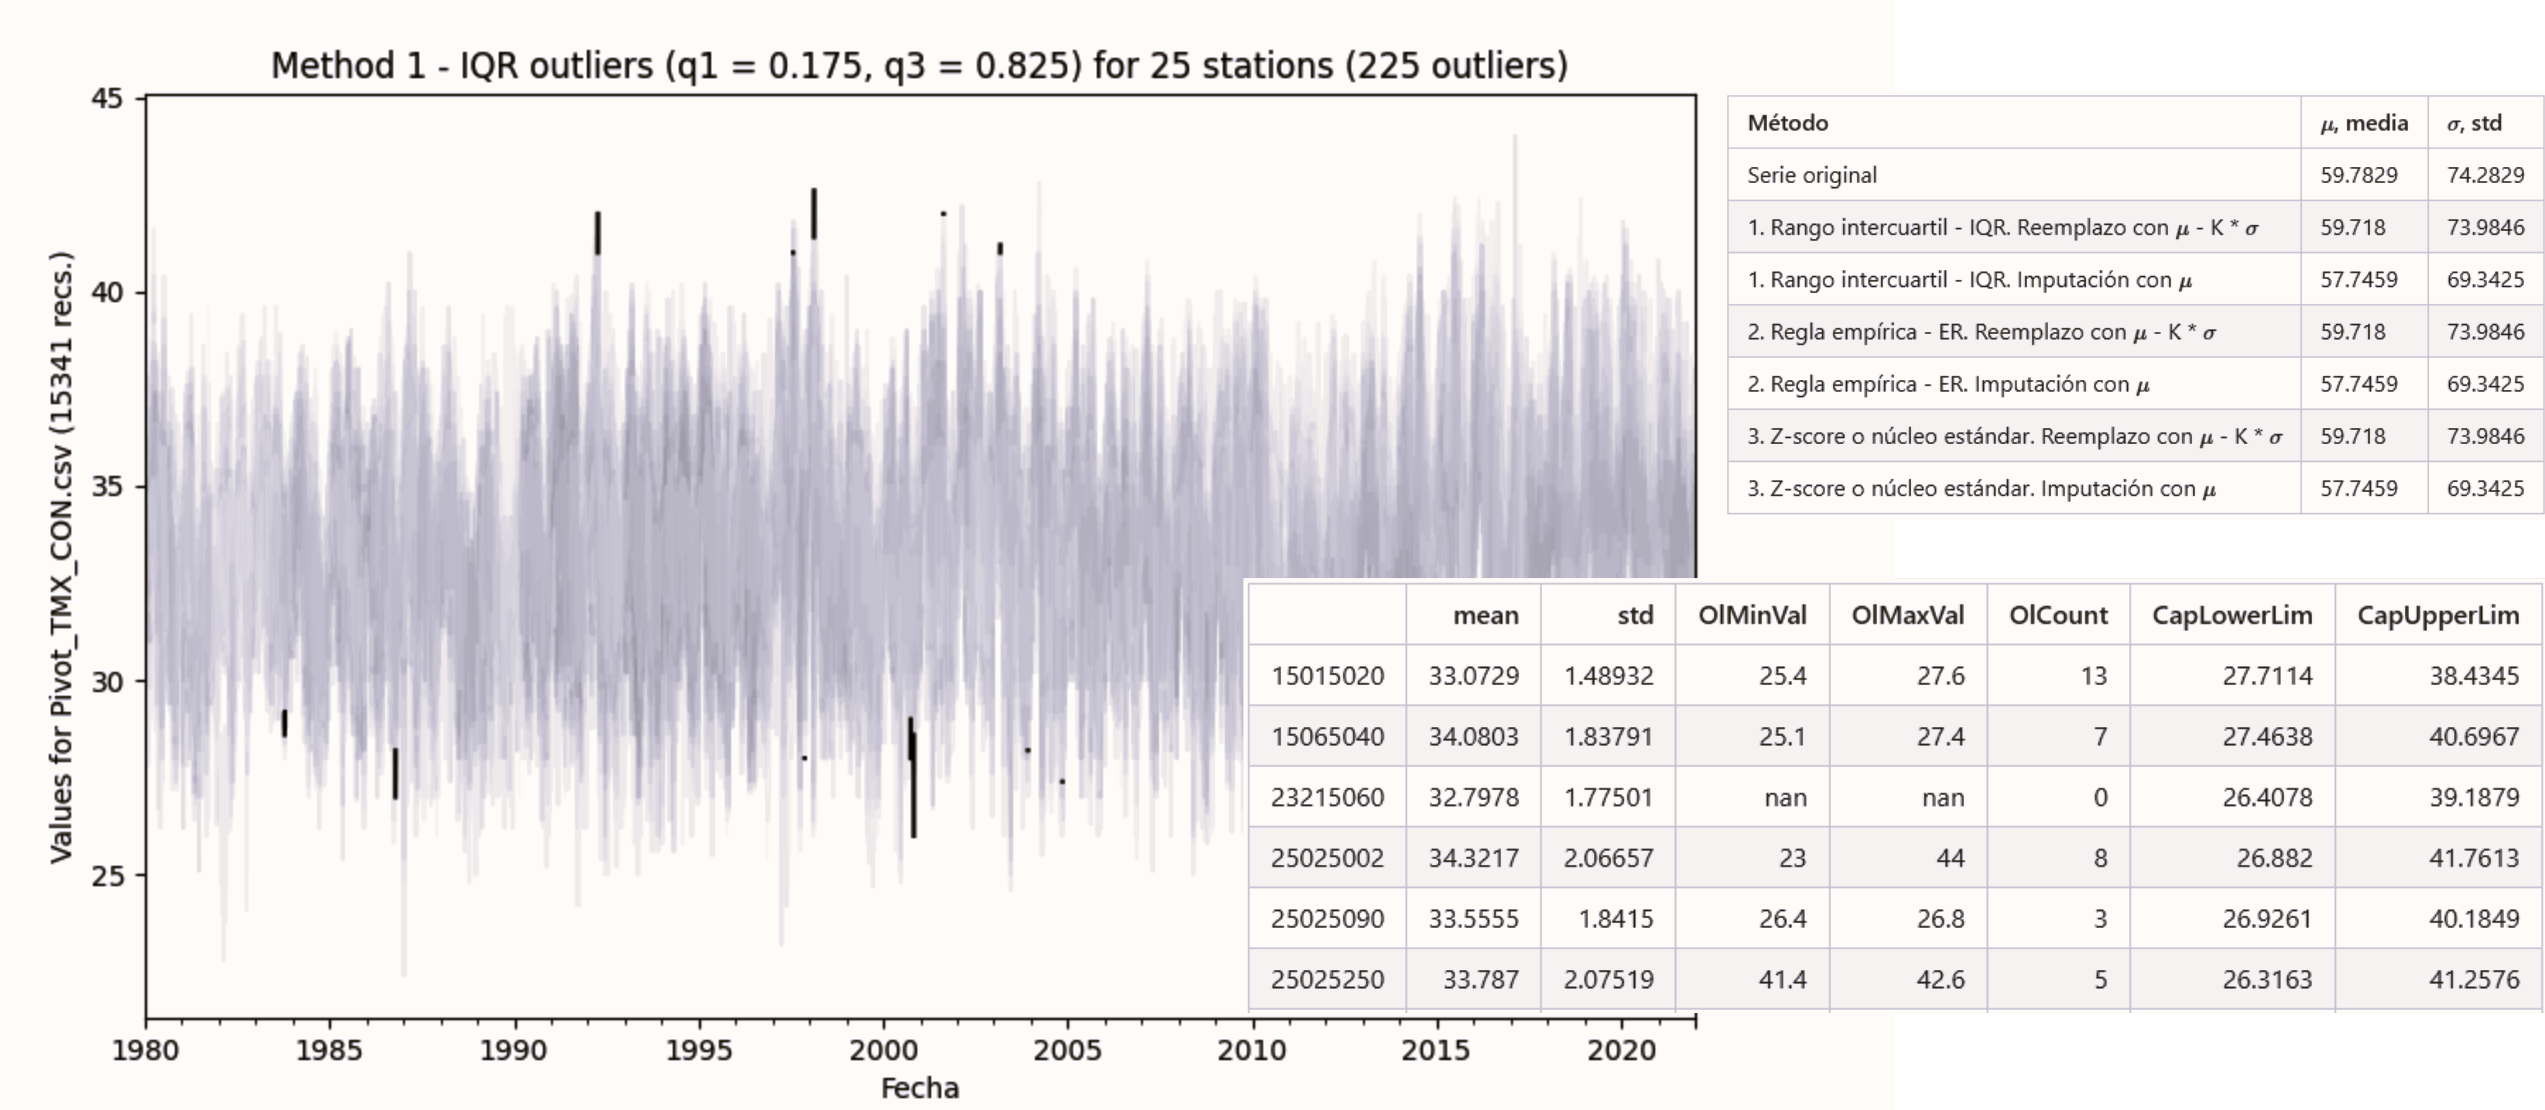 Method 1 - IQR outliers (q1 = 0.175, q3 = 0.825) for 25 stations (225 outliers)
Values for Pivot_TMX_CON.csv (15341 recs.)
45
40
35
30
25
1980 1985 1990 1995 2000 2005 2010 2015 2020
Fecha
Método μ, media σ, std
Serie original 59.7829 74.2829
1. Rango intercuartil - IQR. Reemplazo con μ - K * σ 59.718 73.9846
1. Rango intercuartil - IQR. Imputación con μ 57.7459 69.3425
2. Regla empírica - ER. Reemplazo con μ - K * σ 59.718 73.9846
2. Regla empírica - ER. Imputación con μ 57.7459 69.3425
3. Z-score o núcleo estándar. Reemplazo con μ - K * σ 59.718 73.9846
3. Z-score o núcleo estándar. Imputación con μ 57.7459 69.3425
mean std OlMinVal OlMaxVal OlCount CapLowerLim CapUpperLim
15015020 33.0729 1.48932 25.4 27.6 13 27.7114 38.4345
15065040 34.0803 1.83791 25.1 27.4 7 27.4638 40.6967
23215060 32.7978 1.77501 nan nan 0 26.4078 39.1879
25025002 34.3217 2.06657 23 44 8 26.882 41.7613
25025090 33.5555 1.8415 26.4 26.8 3 26.9261 40.1849
25025250 33.787 2.07519 41.4 42.6 5 26.3163 41.2576